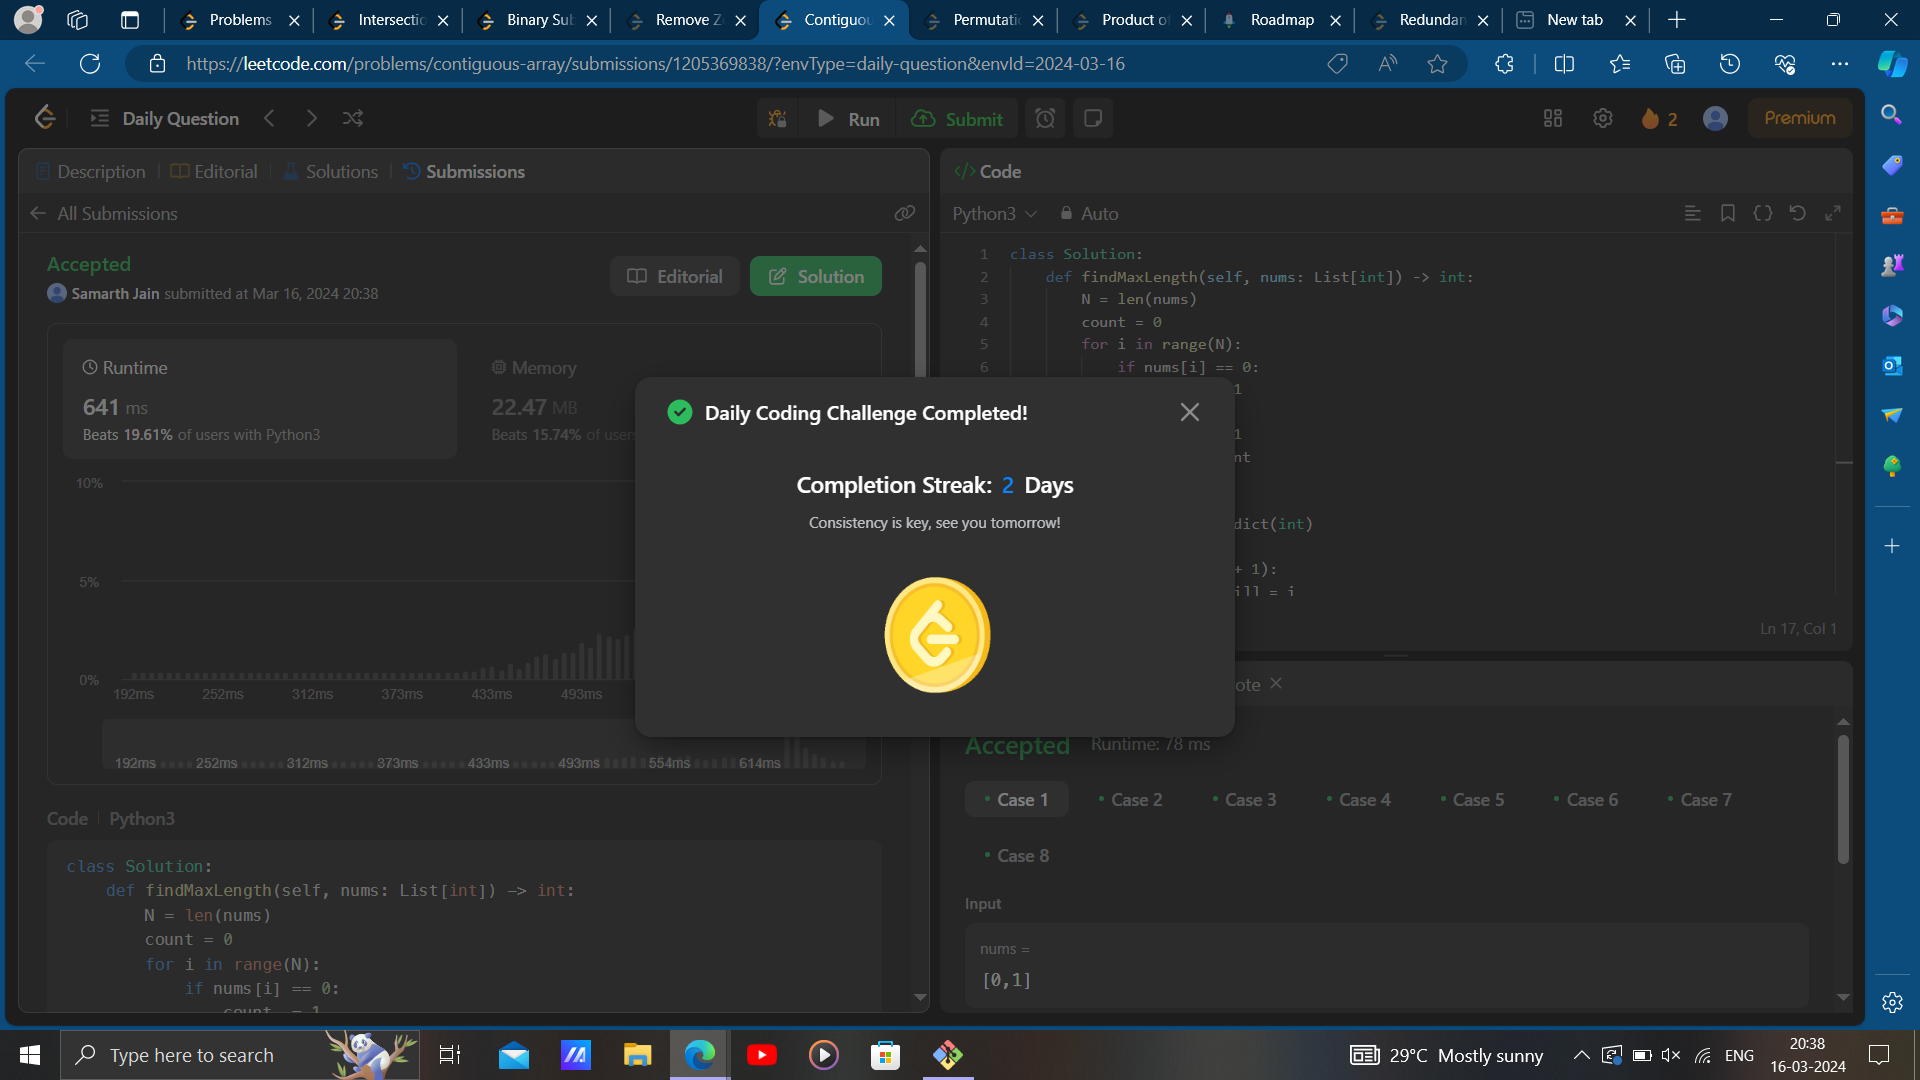 Problems
Intersectio
Binary Sub
Remove Z
Contiguou
Permutati
Product o
Roadmap
Redundan
New tab
https://leetcode.com/problems/contiguous-array/submissions/1205369838/?envType=daily-question&envId=2024-03-16
Daily Question
Run
Submit
2
Premium
Description
Editorial
Solutions
Submissions
All Submissions
Accepted
Samarth Jain submitted at Mar 16, 2024 20:38
Editorial
Solution
Runtime
641 ms
Beats 19.61% of users with Python3
Memory
22.47 MB
Beats 15.74% of users
10%
5%
0%
192ms 252ms 312ms 373ms 433ms 493ms
192ms 252ms 312ms 373ms 433ms 493ms 554ms 614ms
Code
Python3
class Solution:
def findMaxLength(self, nums: List[int]) -> int:
N = len(nums)
count = 0
for i in range(N):
if nums[i] == 0:
count = 1
Daily Coding Challenge Completed!
Completion Streak: 2 Days
Consistency is key, see you tomorrow!
Code
Python3
Auto
1 class Solution:
2 def findMaxLength(self, nums: List[int]) -> int:
3 N = len(nums)
4 count = 0
5 for i in range(N):
6 if nums[i] == 0:
1
1
nt
dict(int)
+ 1):
ill = i
Ln 17, Col 1
ote
Accepted
Runtime: 78 ms
Case 1
Case 2
Case 3
Case 4
Case 5
Case 6
Case 7
Case 8
Input
nums =
[0,1]
Type here to search
29°C Mostly sunny
ENG
20:38
16-03-2024